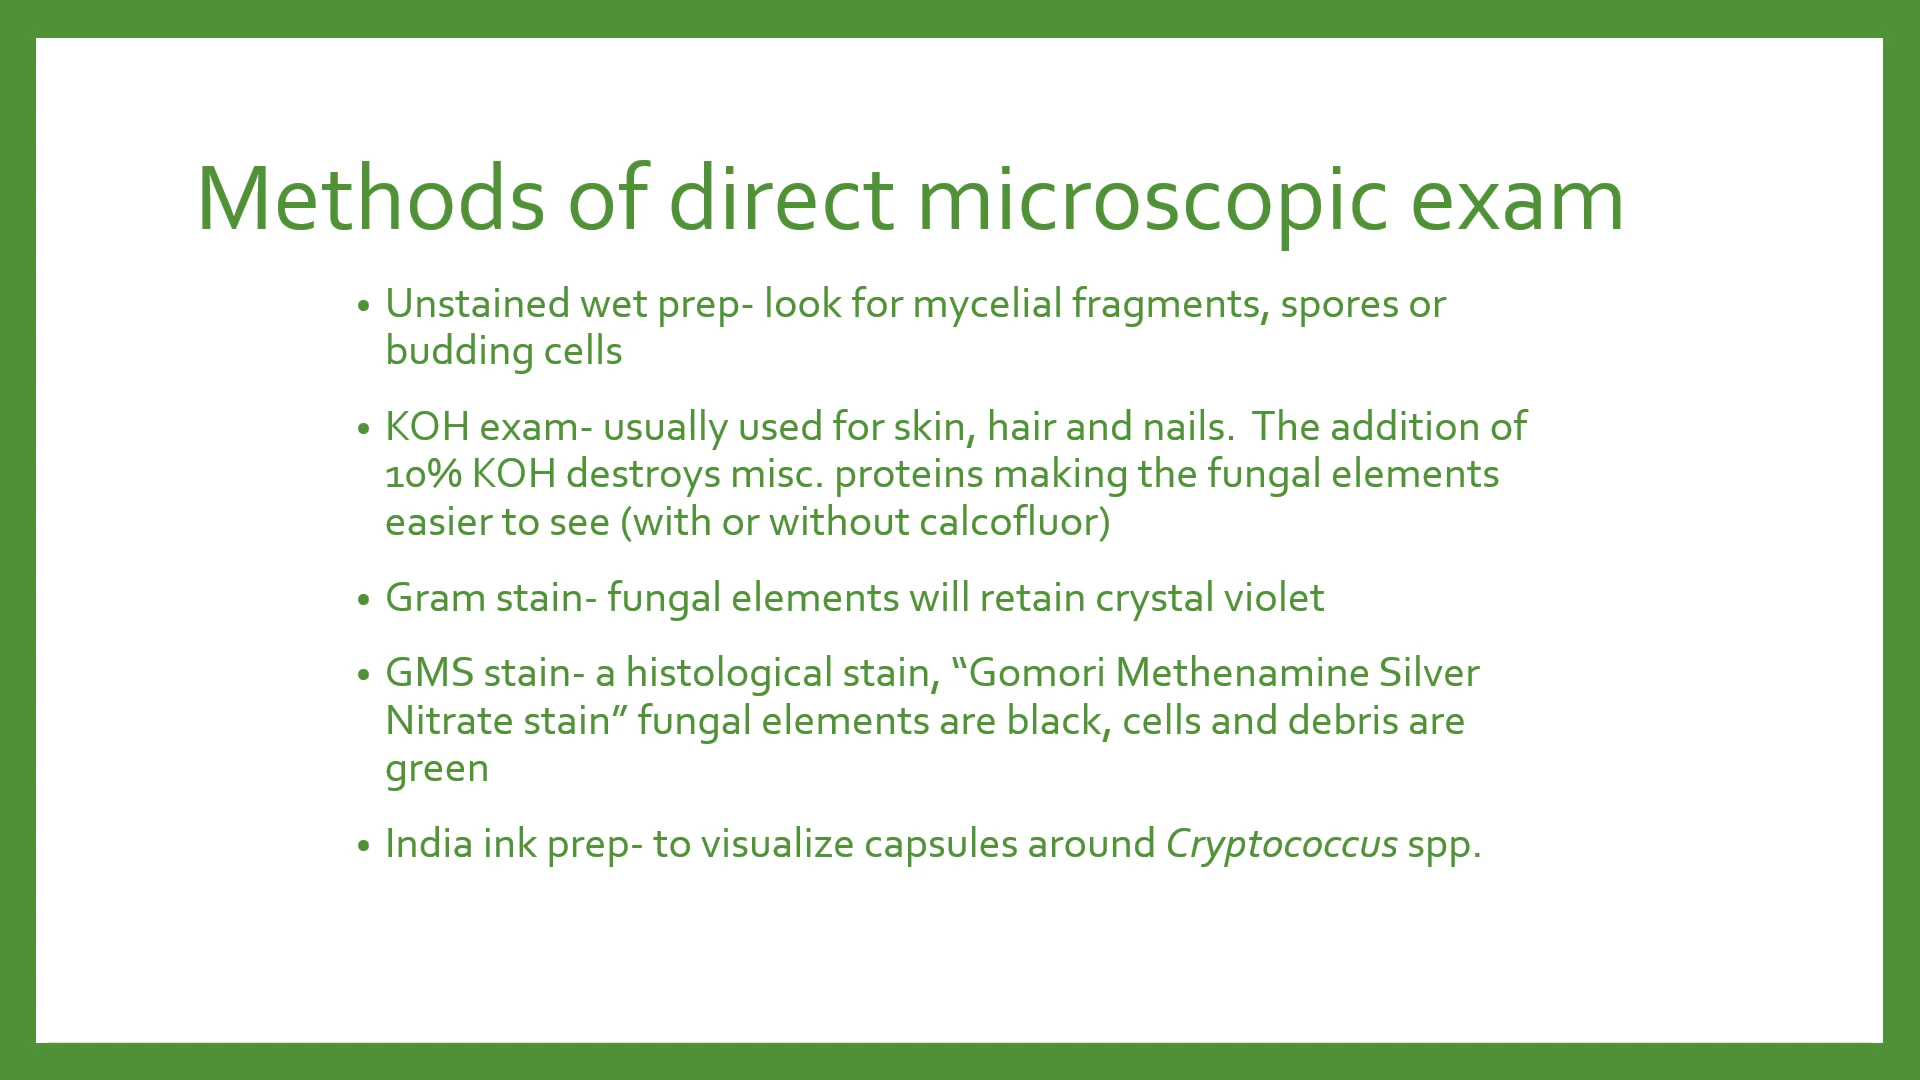 Methods of direct microscopic exam
• Unstained wet prep- look for mycelial fragments, spores or
budding cells
• KOH exam- usually used for skin, hair and nails.  The addition of
10% KOH destroys misc. proteins making the fungal elements
easier to see (with or without calcofluor)
• Gram stain- fungal elements will retain crystal violet
• GMS stain- a histological stain, “Gomori Methenamine Silver
Nitrate stain” fungal elements are black, cells and debris are
green
• India ink prep- to visualize capsules around Cryptococcus spp.